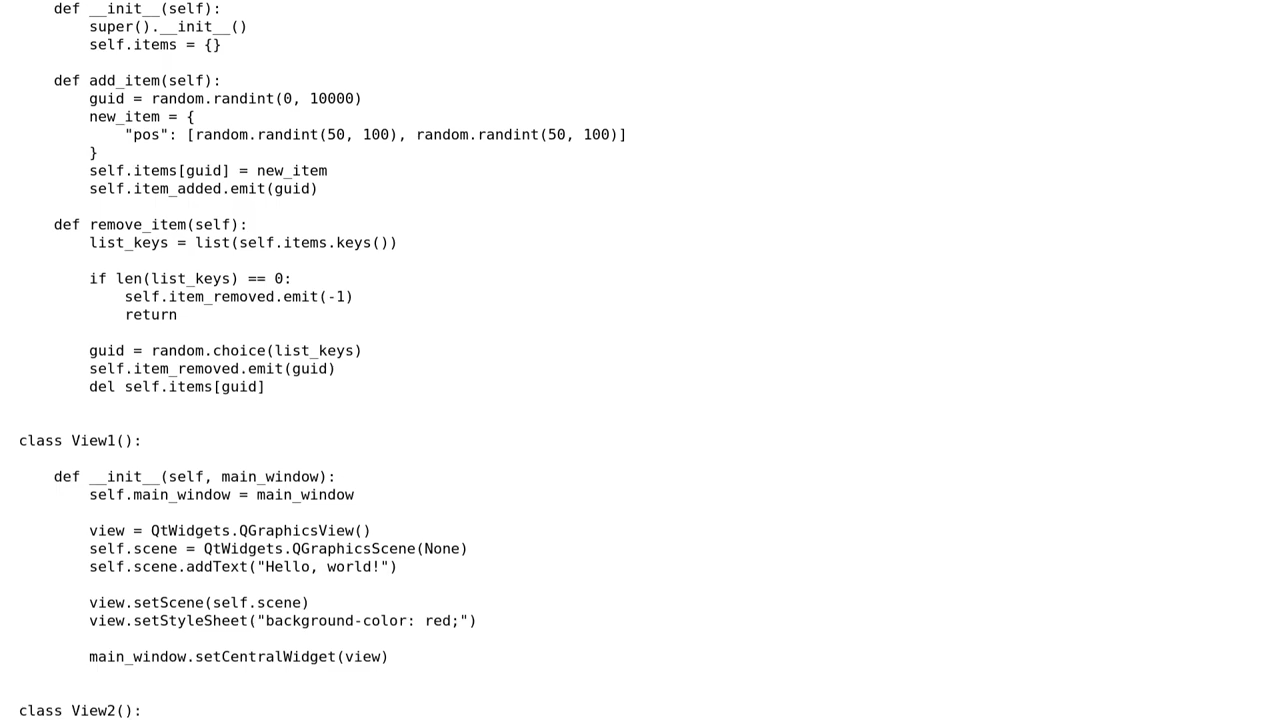 def __init__(self):
        super().__init__()
        self.items = {}

    def add_item(self):
        guid = random.randint(0, 10000)
        new_item = {
            "pos": [random.randint(50, 100), random.randint(50, 100)]
        }
        self.items[guid] = new_item
        self.item_added.emit(guid)

    def remove_item(self):
        list_keys = list(self.items.keys())

        if len(list_keys) == 0:
            self.item_removed.emit(-1)
            return

        guid = random.choice(list_keys)
        self.item_removed.emit(guid)
        del self.items[guid]


class View1():

    def __init__(self, main_window):
        self.main_window = main_window

        view = QtWidgets.QGraphicsView()
        self.scene = QtWidgets.QGraphicsScene(None)
        self.scene.addText("Hello, world!")

        view.setScene(self.scene)
        view.setStyleSheet("background-color: red;")

        main_window.setCentralWidget(view)


class View2():